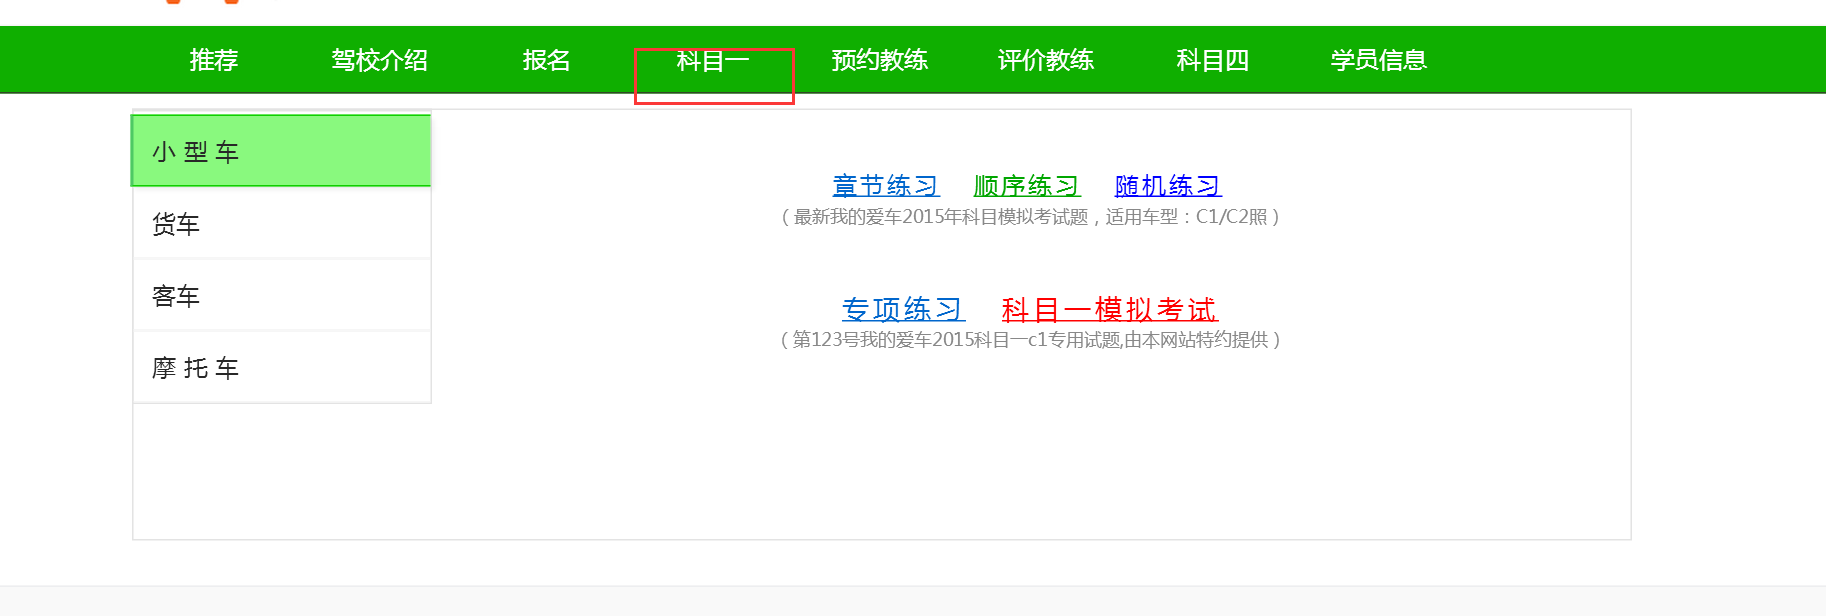 推荐 驾校介绍 报名 科目一 预约教练 评价教练 科目四 学员信息
小 型 车
货车
客车
摩 托 车
章节练习 顺序练习 随机练习
（最新我的爱车2015年科目模拟考试题，适用车型：C1/C2照）
专项练习 科目一模拟考试
（第123号我的爱车2015科目一c1专用试题,由本网站特约提供）